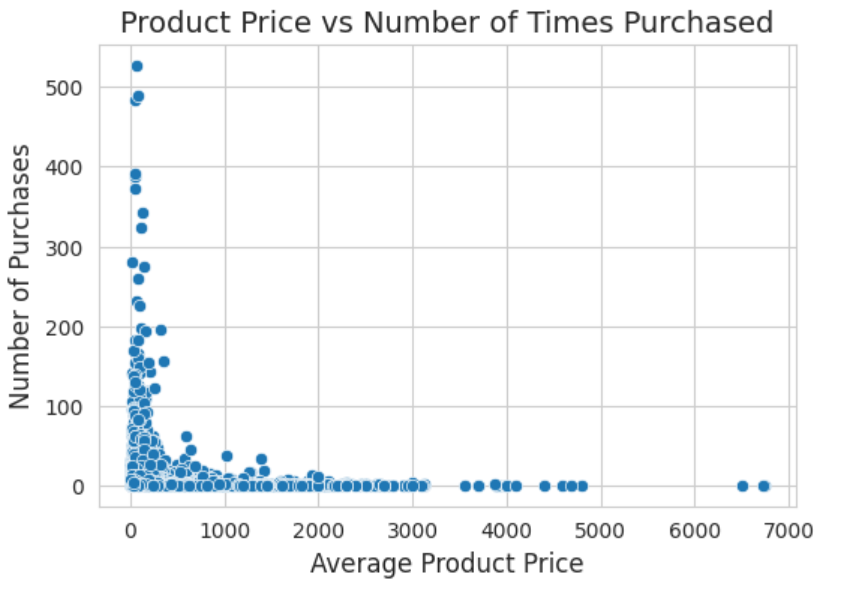 Product Price vs Number of Times Purchased
Number of Purchases
500
400
300
200
100
0
0 1000 2000 3000 4000 5000 6000 7000
Average Product Price